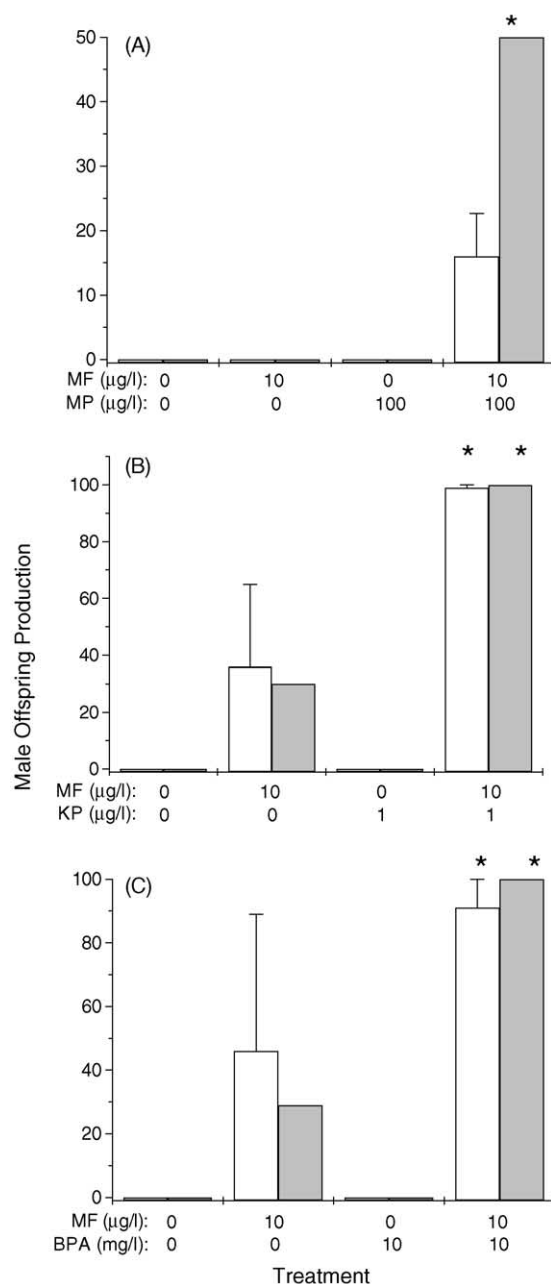 (A)
*
50
40
30
20
10
0
MF (µg/l): 0 10 0 10
MP (µg/l): 0 0 100 100
(B)
* *
100
80
60
40
20
0
MF (µg/l): 0 10 0 10
KP (µg/l): 0 0 1 1
Male Offspring Production
(C)
* *
100
80
60
40
20
0
MF (µg/l): 0 10 0 10
BPA (mg/l): 0 0 10 10
Treatment